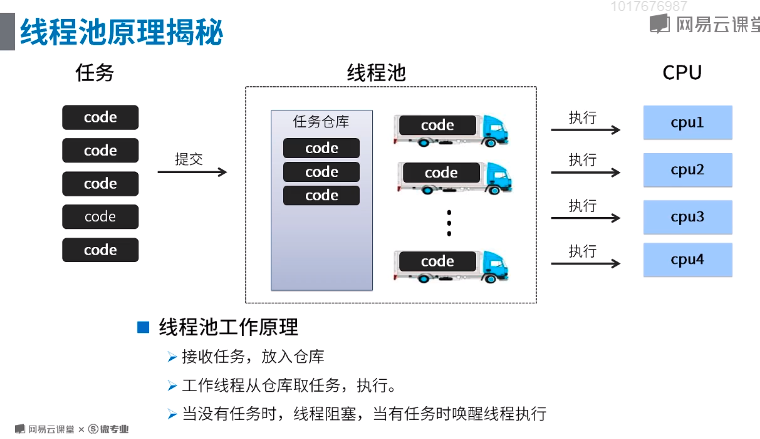 1017676987
网易云课堂
线程池原理揭秘
任务
线程池
CPU
code
code
code
code
code
提交
任务仓库
code
code
code
code
code
code
执行
执行
执行
执行
cpu1
cpu2
cpu3
cpu4
线程池工作原理
接收任务，放入仓库
工作线程从仓库取任务，执行。
当没有任务时，线程阻塞，当有任务时唤醒线程执行
网易云课堂 × 微专业